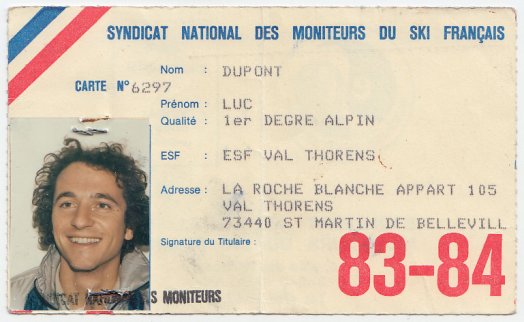 SYNDICAT NATIONAL DES MONITEURS DU SKI FRANÇAIS
Nom : DUPONT
CARTE N° 6297
Prénom : LUC
Qualité : 1er DEGRE ALPIN
ESF : ESF VAL THORENS
Adresse : LA ROCHE BLANCHE APPART 105
VAL THORENS
73440 ST MARTIN DE BELLEVILL
Signature du Titulaire :
83-84
MONITEURS